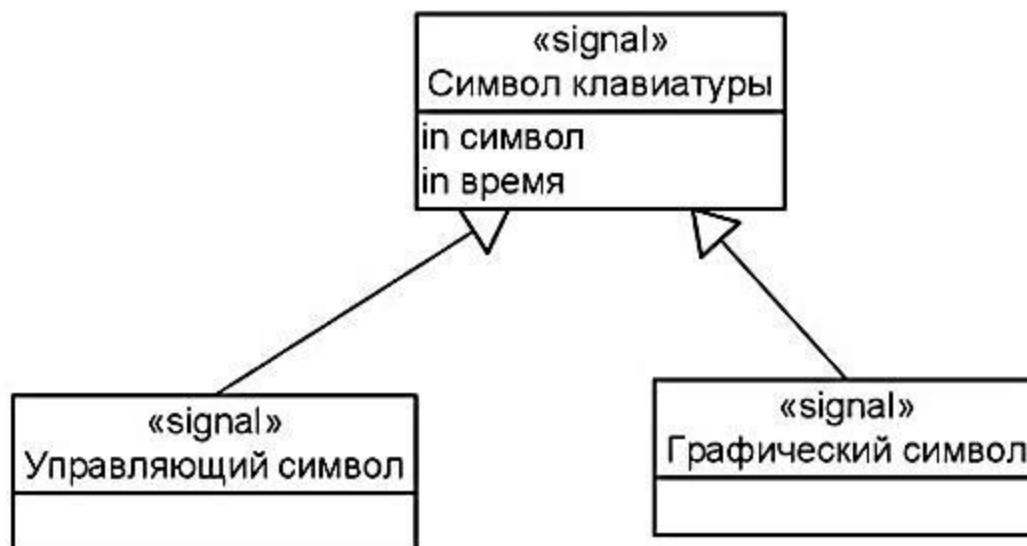 «signal»
Символ клавиатуры
in символ
in время
«signal»
Управляющий символ
«signal»
Графический символ